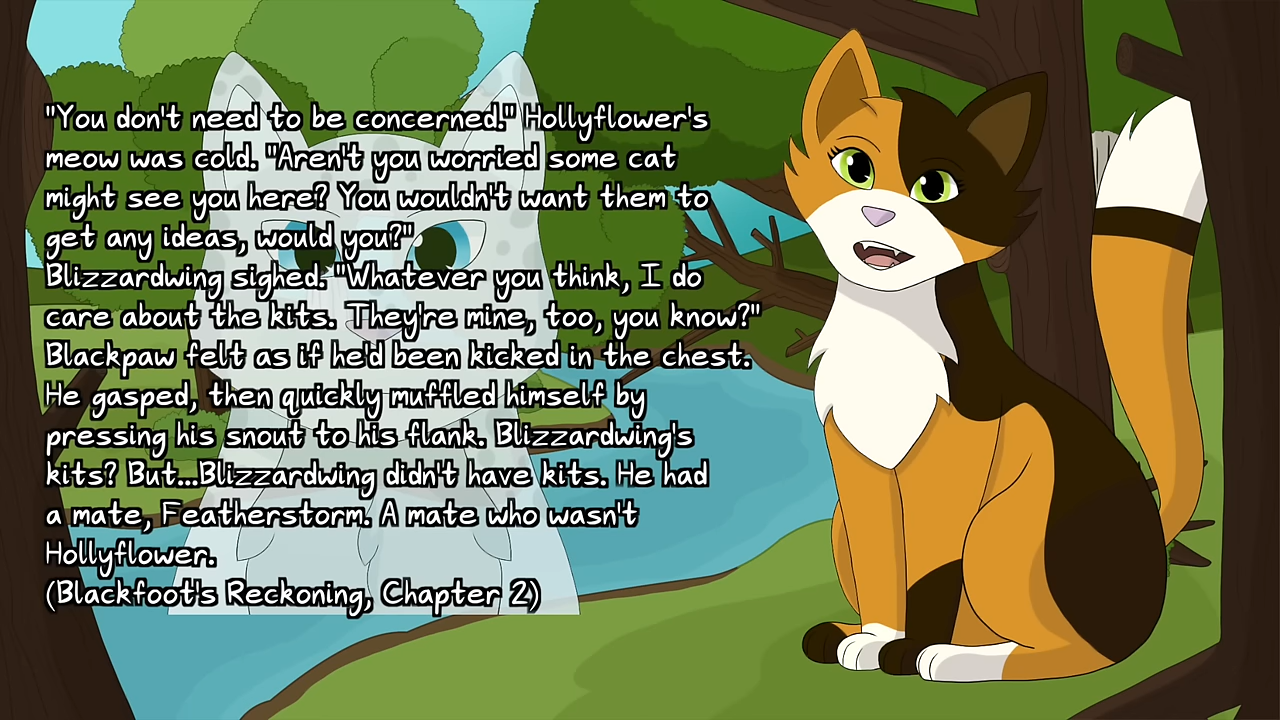 "You don't need to be concerned." Hollyflower's
meow was cold. "Aren't you worried some cat
might see you here? You wouldn't want them to
get any ideas, would you?"
Blizzardwing sighed. "Whatever you think, I do
care about the kits. They're mine, too, you know?"
Blackpaw felt as if he'd been kicked in the chest.
He gasped, then quickly muffled himself by
pressing his snout to his flank. Blizzardwing's
kits? But...Blizzardwing didn't have kits. He had
a mate, Featherstorm. A mate who wasn't
Hollyflower.
(Blackfoot's Reckoning, Chapter 2)